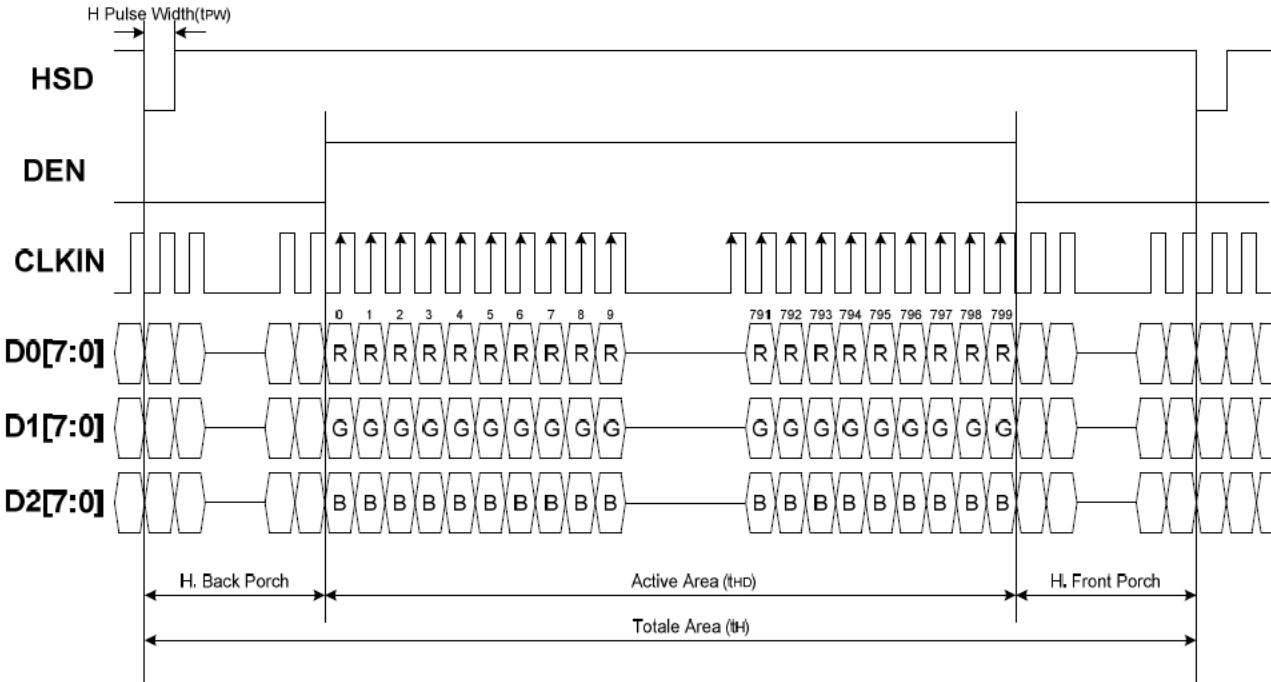 H Pulse Width(tPW)
HSD
DEN
CLKIN
0 1 2 3 4 5 6 7 8 9 791 792 793 794 795 796 797 798 799
D0[7:0] R R R R R R R R R R R R R R R R R R R
D1[7:0] G G G G G G G G G G G G G G G G G G G
D2[7:0] B B B B B B B B B B B B B B B B B B B
H. Back Porch Active Area (tHD) H. Front Porch
Totale Area (tH)